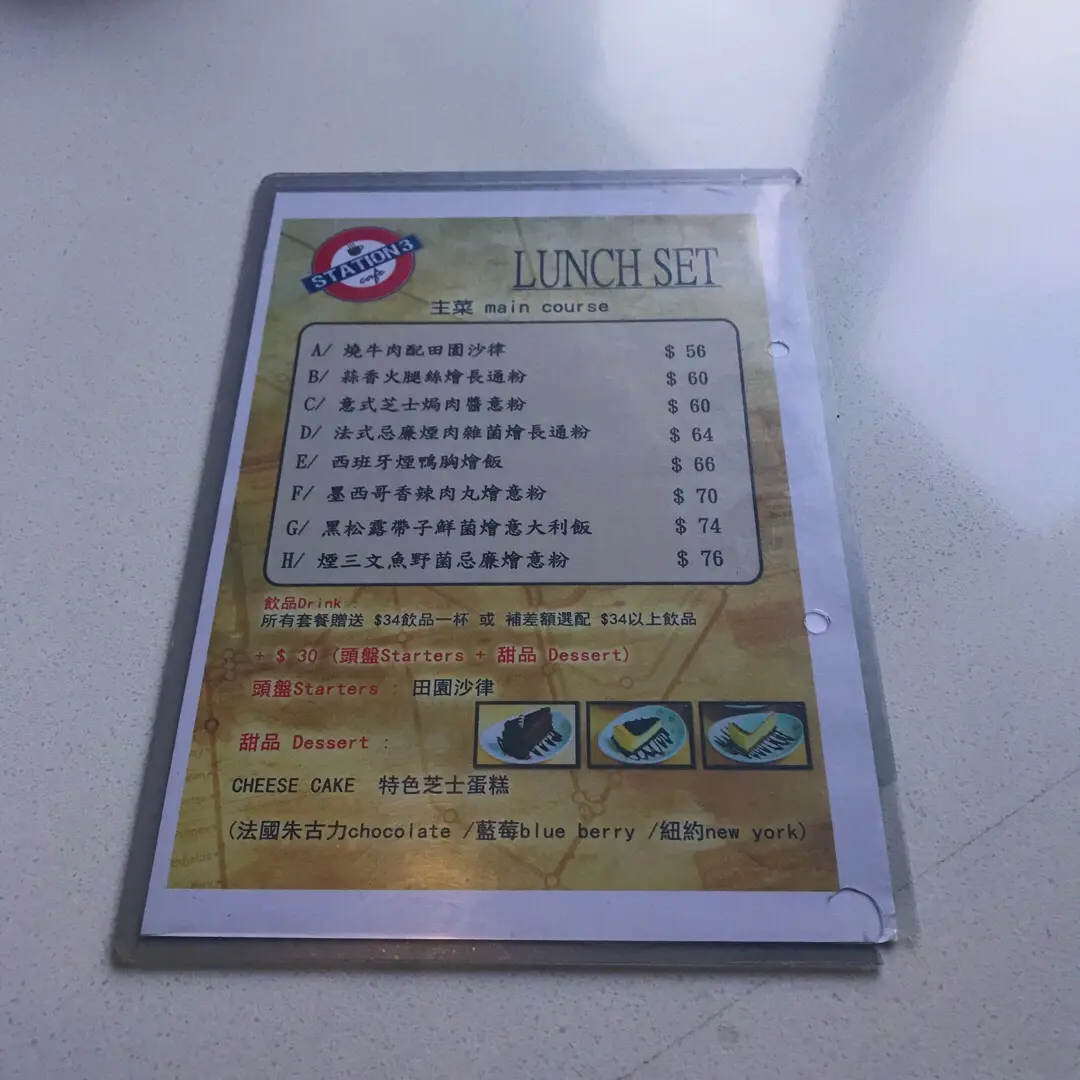 STATION3
café
LUNCH SET
主菜 main course
A/ 燒牛肉配田園沙律 $ 56
B/ 蒜香火腿絲燴長通粉 $ 60
C/ 意式芝士焗肉醬意粉 $ 60
D/ 法式忌廉煙肉雜菌燴長通粉 $ 64
E/ 西班牙煙鴨胸燴飯 $ 66
F/ 墨西哥香辣肉丸燴意粉 $ 70
G/ 黑松露帶子鮮菌燴意大利飯 $ 74
H/ 煙三文魚野菌忌廉燴意粉 $ 76
飲品Drink :
所有套餐贈送 $34飲品一杯 或 補差額選配 $34以上飲品
+ $ 30 (頭盤Starters + 甜品 Dessert)
頭盤Starters : 田園沙律
甜品 Dessert :
CHEESE CAKE 特色芝士蛋糕
(法國朱古力chocolate /藍莓blue berry /紐約new york)